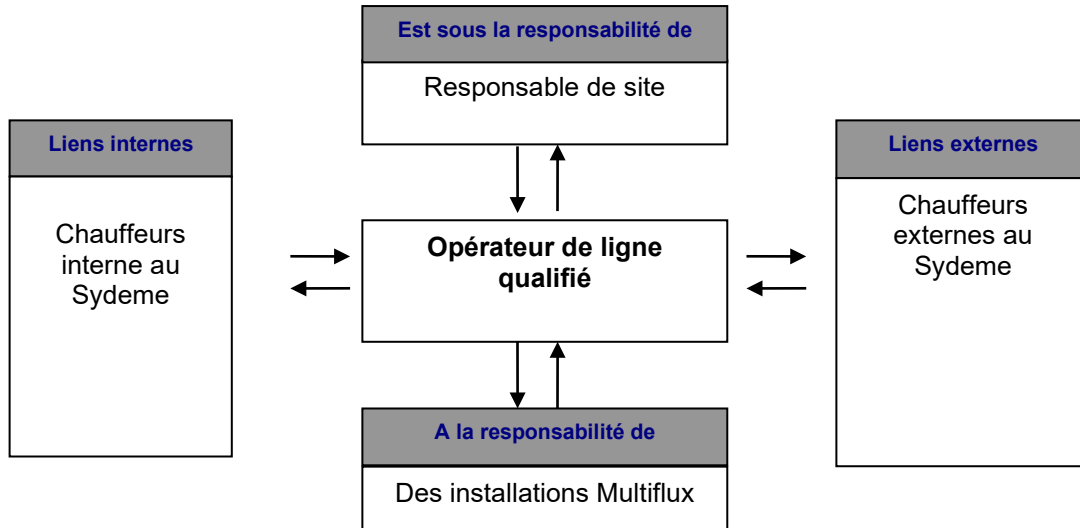 Est sous la responsabilité de
Responsable de site
Liens internes
Chauffeurs
interne au
Sydeme
Opérateur de ligne
qualifié
Liens externes
Chauffeurs
externes au
Sydeme
A la responsabilité de
Des installations Multiflux